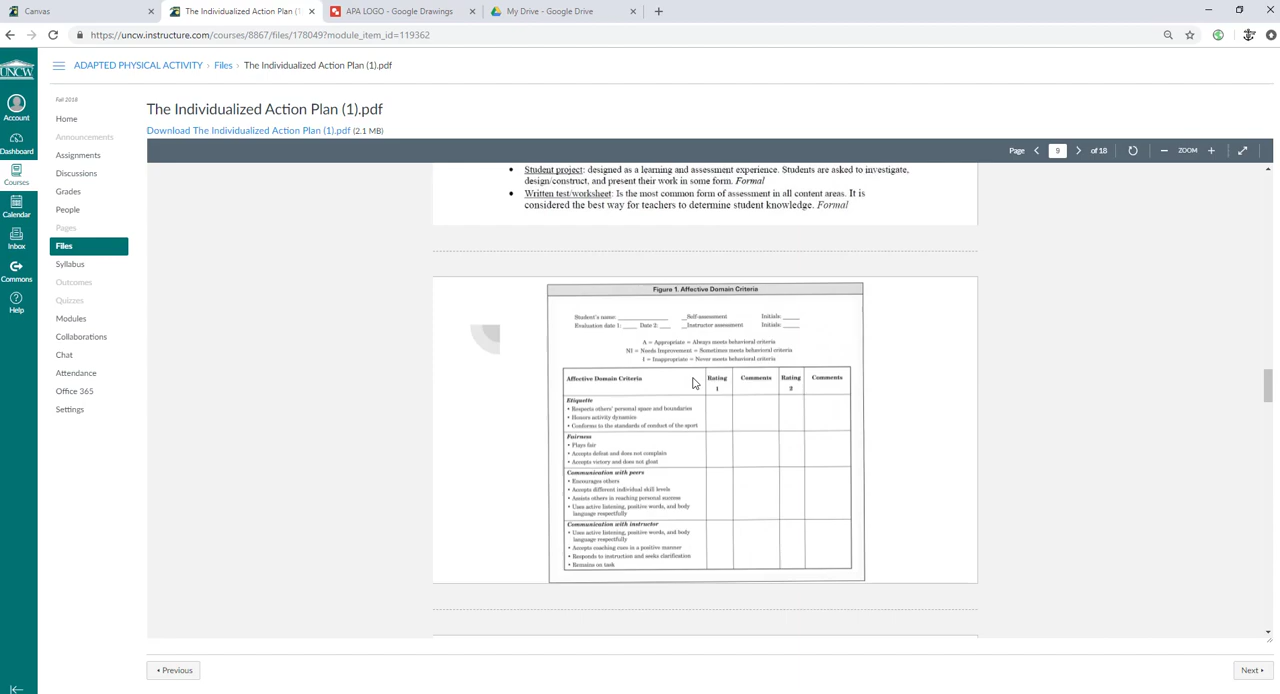 Canvas
The Individualized Action Plan (1
APA LOGO - Google Drawings
My Drive - Google Drive
https://uncw.instructure.com/courses/8867/files/178049?module_item_id=119362
UNCW
ADAPTED PHYSICAL ACTIVITY › Files › The Individualized Action Plan (1).pdf
Account
Dashboard
Courses
Calendar
Inbox
Commons
Help
Fall 2018
Home
Announcements
Assignments
Discussions
Grades
People
Pages
Files
Syllabus
Outcomes
Quizzes
Modules
Collaborations
Chat
Attendance
Office 365
Settings
The Individualized Action Plan (1).pdf
Download The Individualized Action Plan (1).pdf (2.1 MB)
Page 9 of 18 ZOOM
• Student project: designed as a learning and assessment experience. Students are asked to investigate,
design/construct, and present their work in some form. Formal
• Written test/worksheet: Is the most common form of assessment in all content areas. It is
considered the best way for teachers to determine student knowledge. Formal
Figure 1. Affective Domain Criteria
Student's name: _____ _Self-assessment Initials: _____
Evaluation date 1: ____ Date 2: ___ _Instructor assessment Initials: _____
A = Appropriate = Always meets behavioral criteria
NI = Needs Improvement = Sometimes meets behavioral criteria
I = Inappropriate = Never meets behavioral criteria
Affective Domain Criteria
Rating
1
Comments
Rating
2
Comments
Etiquette
• Respects others' personal space and boundaries
• Honors activity dynamics
• Conforms to the standards of conduct of the sport
Fairness
• Plays fair
• Accepts defeat and does not complain
• Accepts victory and does not gloat
Communication with peers
• Encourages others
• Accepts different individual skill levels
• Assists others in reaching personal success
• Uses active listening, positive words, and body
language respectfully
Communication with instructor
• Uses active listening, positive words, and body
language respectfully
• Accepts coaching cues in a positive manner
• Responds to instruction and seeks clarification
• Remains on task
Previous
Next